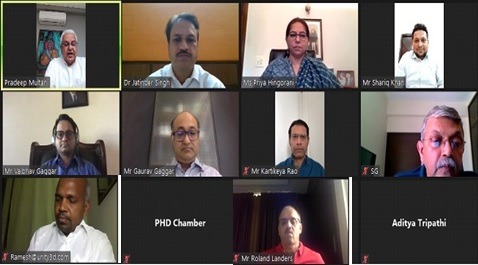 Pradeep Multani
Dr Jatinder Singh
Ms Priya Hingorani
Mr Shariq Khan
Mr Vaibhav Gaggar
Mr Gaurav Gaggar
Mr Kartikeya Rao
SG
Ramesh@unity3d.com
PHD Chamber
Mr Roland Landers
Aditya Tripathi